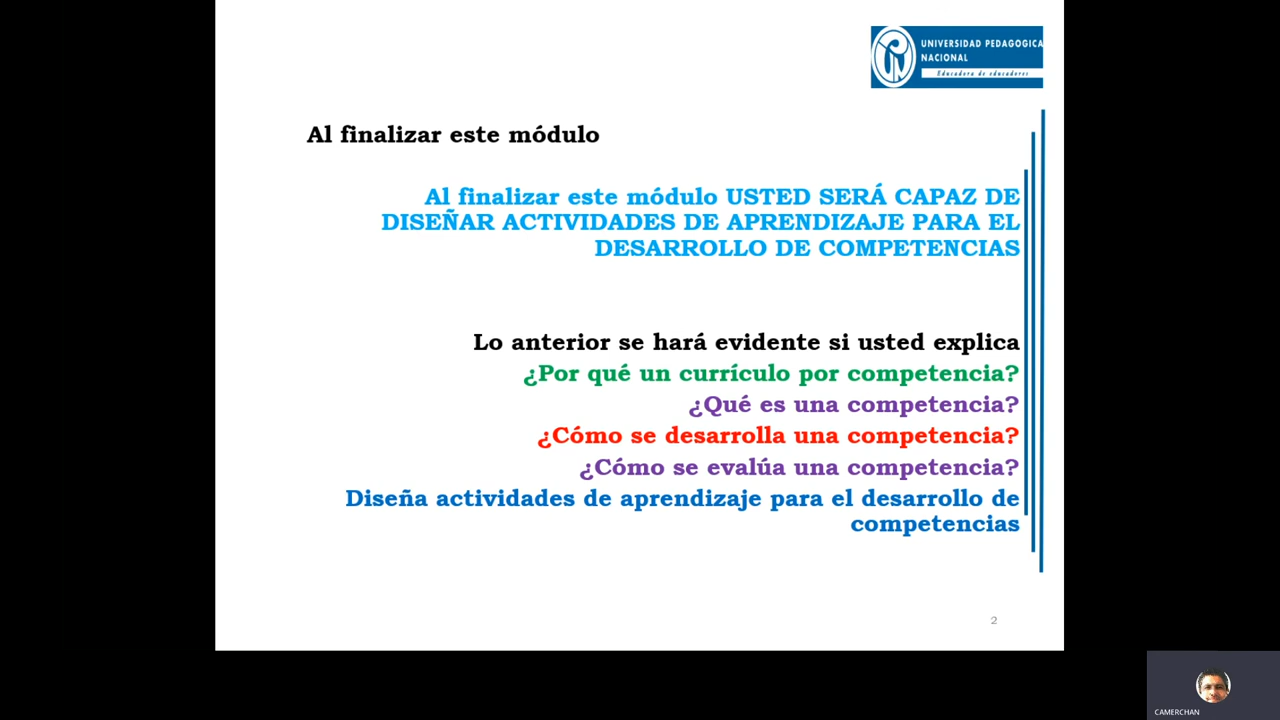 UNIVERSIDAD PEDAGOGICA
NACIONAL
Educadora de educadores
Al finalizar este módulo
Al finalizar este módulo USTED SERÁ CAPAZ DE
DISEÑAR ACTIVIDADES DE APRENDIZAJE PARA EL
DESARROLLO DE COMPETENCIAS
Lo anterior se hará evidente si usted explica
¿Por qué un currículo por competencia?
¿Qué es una competencia?
¿Cómo se desarrolla una competencia?
¿Cómo se evalúa una competencia?
Diseña actividades de aprendizaje para el desarrollo de
competencias
2
CAMERCHAN